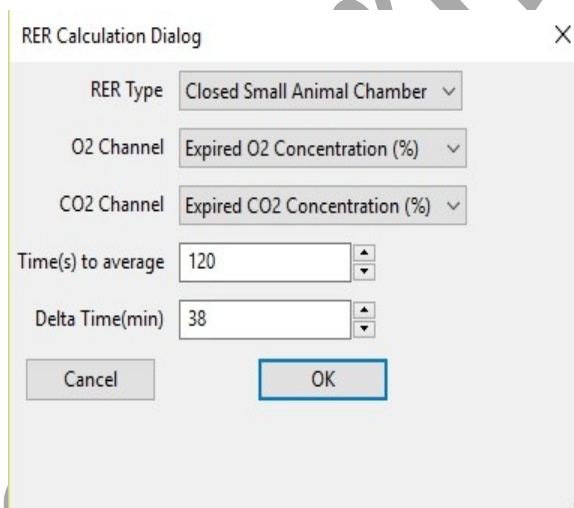 RER Calculation Dialog
RER Type Closed Small Animal Chamber
O2 Channel Expired O2 Concentration (%)
CO2 Channel Expired CO2 Concentration (%)
Time(s) to average 120
Delta Time(min) 38
Cancel OK